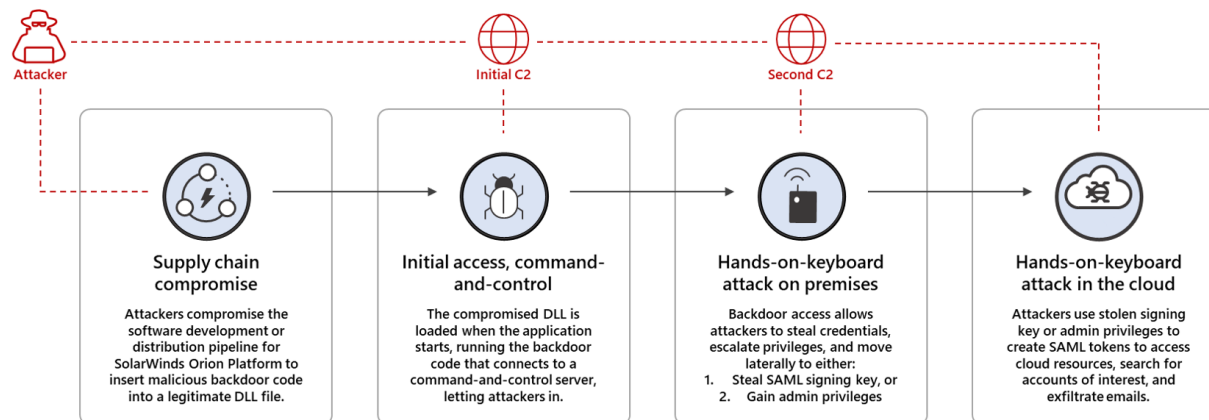 Attacker
Initial C2
Second C2
Supply chain
compromise
Attackers compromise the
software development or
distribution pipeline for
SolarWinds Orion Platform to
insert malicious backdoor code
into a legitimate DLL file.
Initial access, command-
and-control
The compromised DLL is
loaded when the application
starts, running the backdoor
code that connects to a
command-and-control server,
letting attackers in.
Hands-on-keyboard
attack on premises
Backdoor access allows
attackers to steal credentials,
escalate privileges, and move
laterally to either:
1. Steal SAML signing key, or
2. Gain admin privileges
Hands-on-keyboard
attack in the cloud
Attackers use stolen signing
key or admin privileges to
create SAML tokens to access
cloud resources, search for
accounts of interest, and
exfiltrate emails.